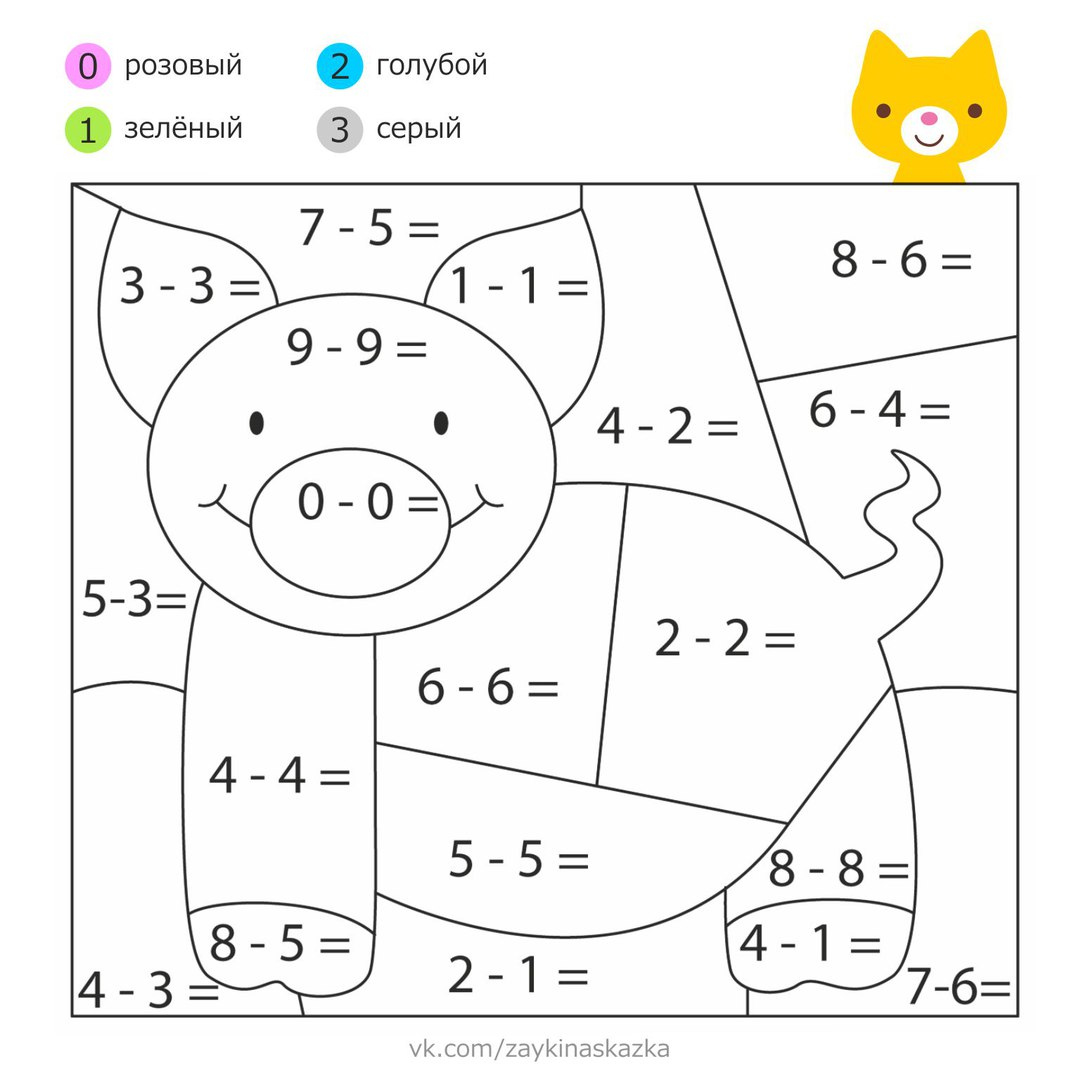 0 розовый
2 голубой
1 зелёный
3 серый
7 - 5 =
8 - 6 =
3 - 3 =
1 - 1 =
9 - 9 =
6 - 4 =
4 - 2 =
0 - 0 =
5-3=
2 - 2 =
6 - 6 =
4 - 4 =
5 - 5 =
8 - 8 =
8 - 5 =
4 - 1 =
2 - 1 =
4 - 3 =
7-6=
vk.com/zaykinaskazka